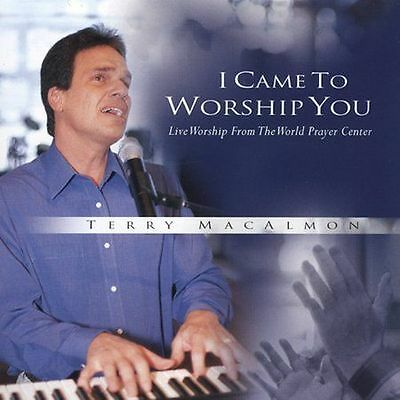 I Came To
Worship You
Live Worship From The World Prayer Center
Terry MacAlmon